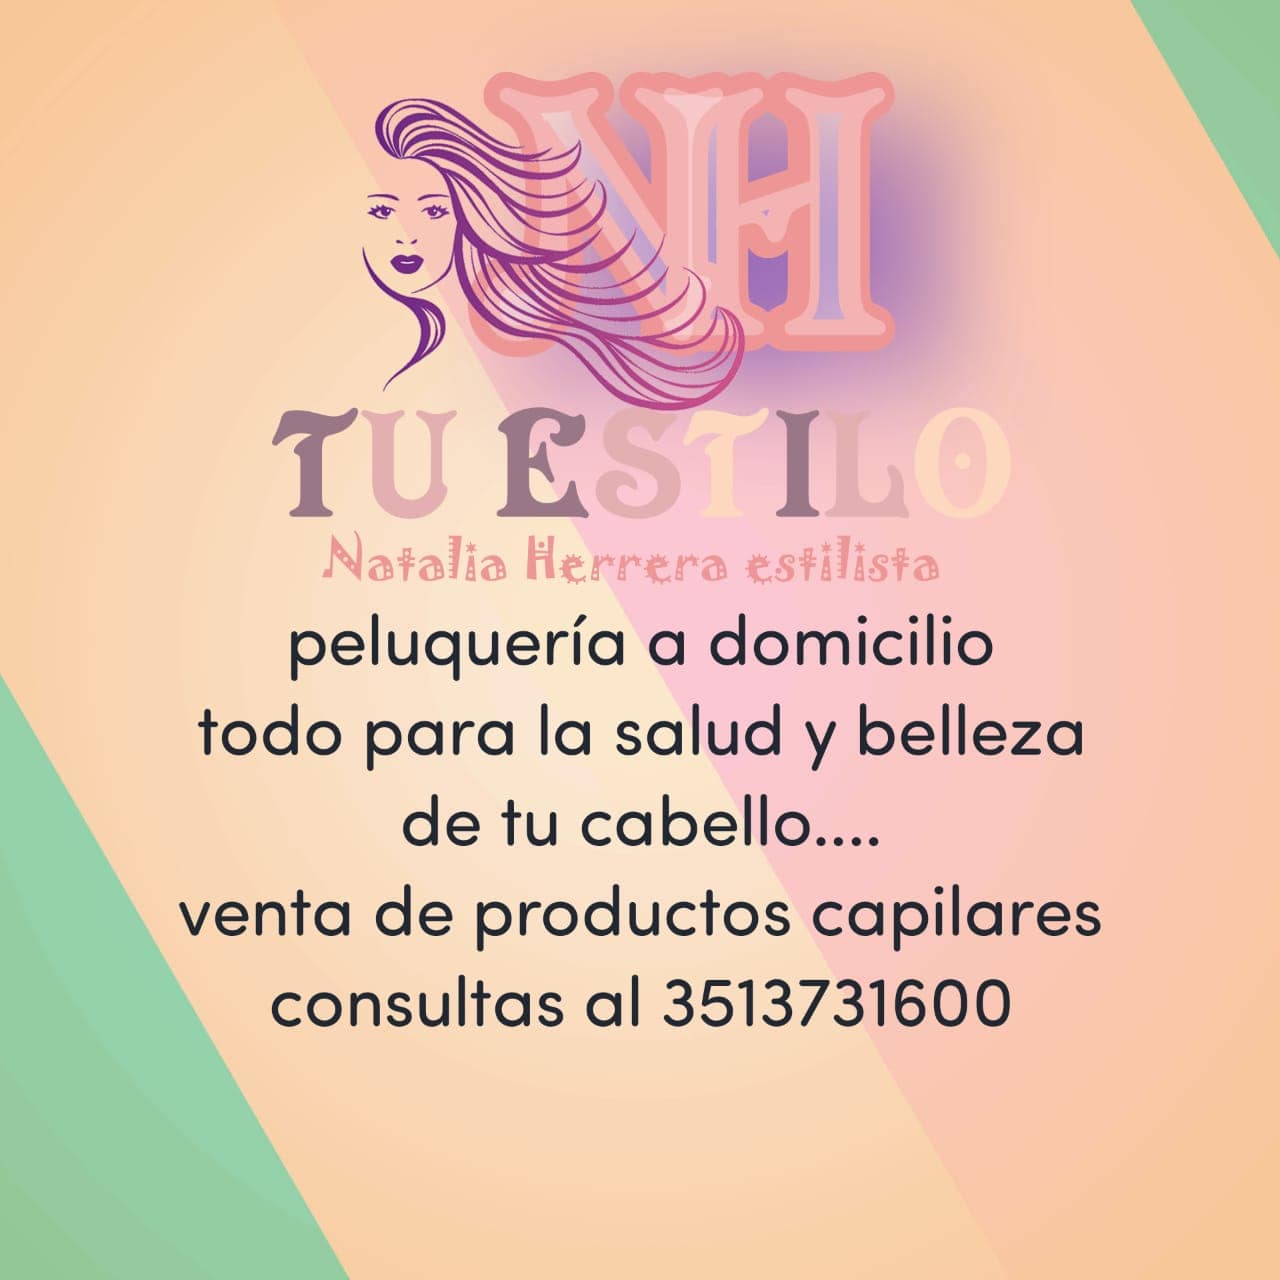 NH
TU ESTILO
Natalia Herrera estilista
peluquería a domicilio
todo para la salud y belleza
de tu cabello....
venta de productos capilares
consultas al 3513731600